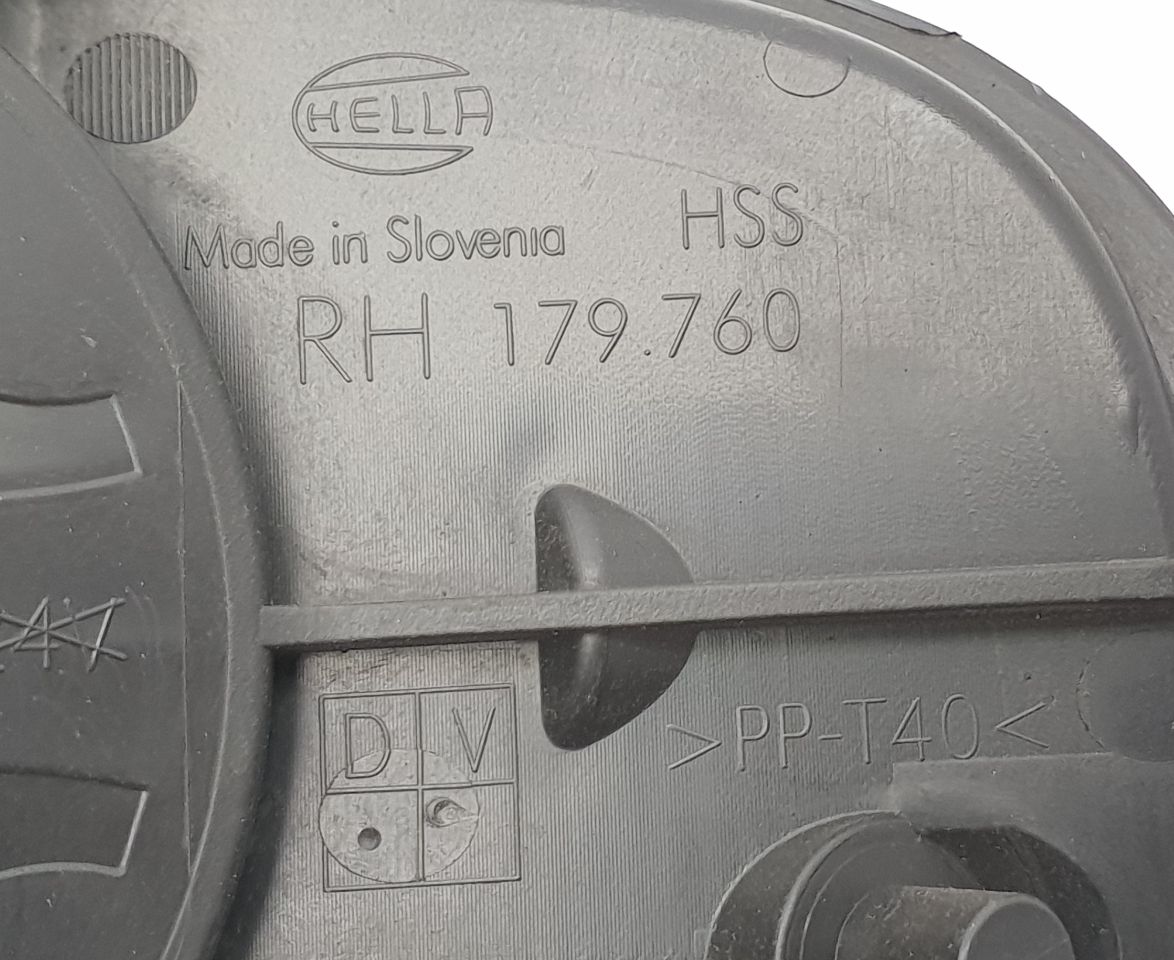 HELLA
Made in Slovenia HSS
RH 179.760
D V
>PP-T40<